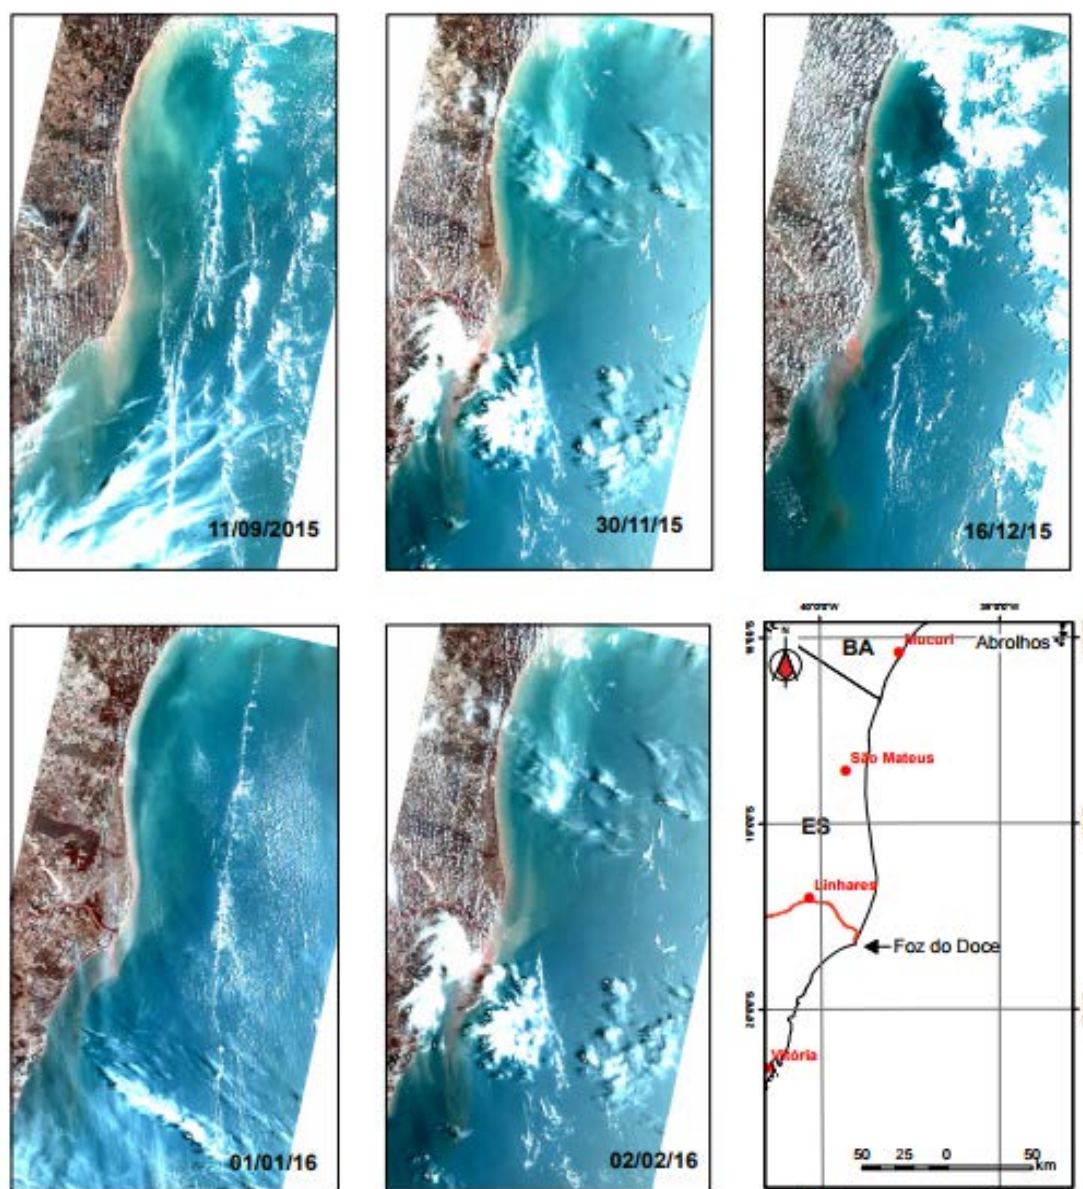 11/09/2015
30/11/15
16/12/15
01/01/16
02/02/16
N
BA
Mucuri
Abrolhos
São Mateus
ES
Linhares
Foz do Doce
Vitória
50 25 0 50
km